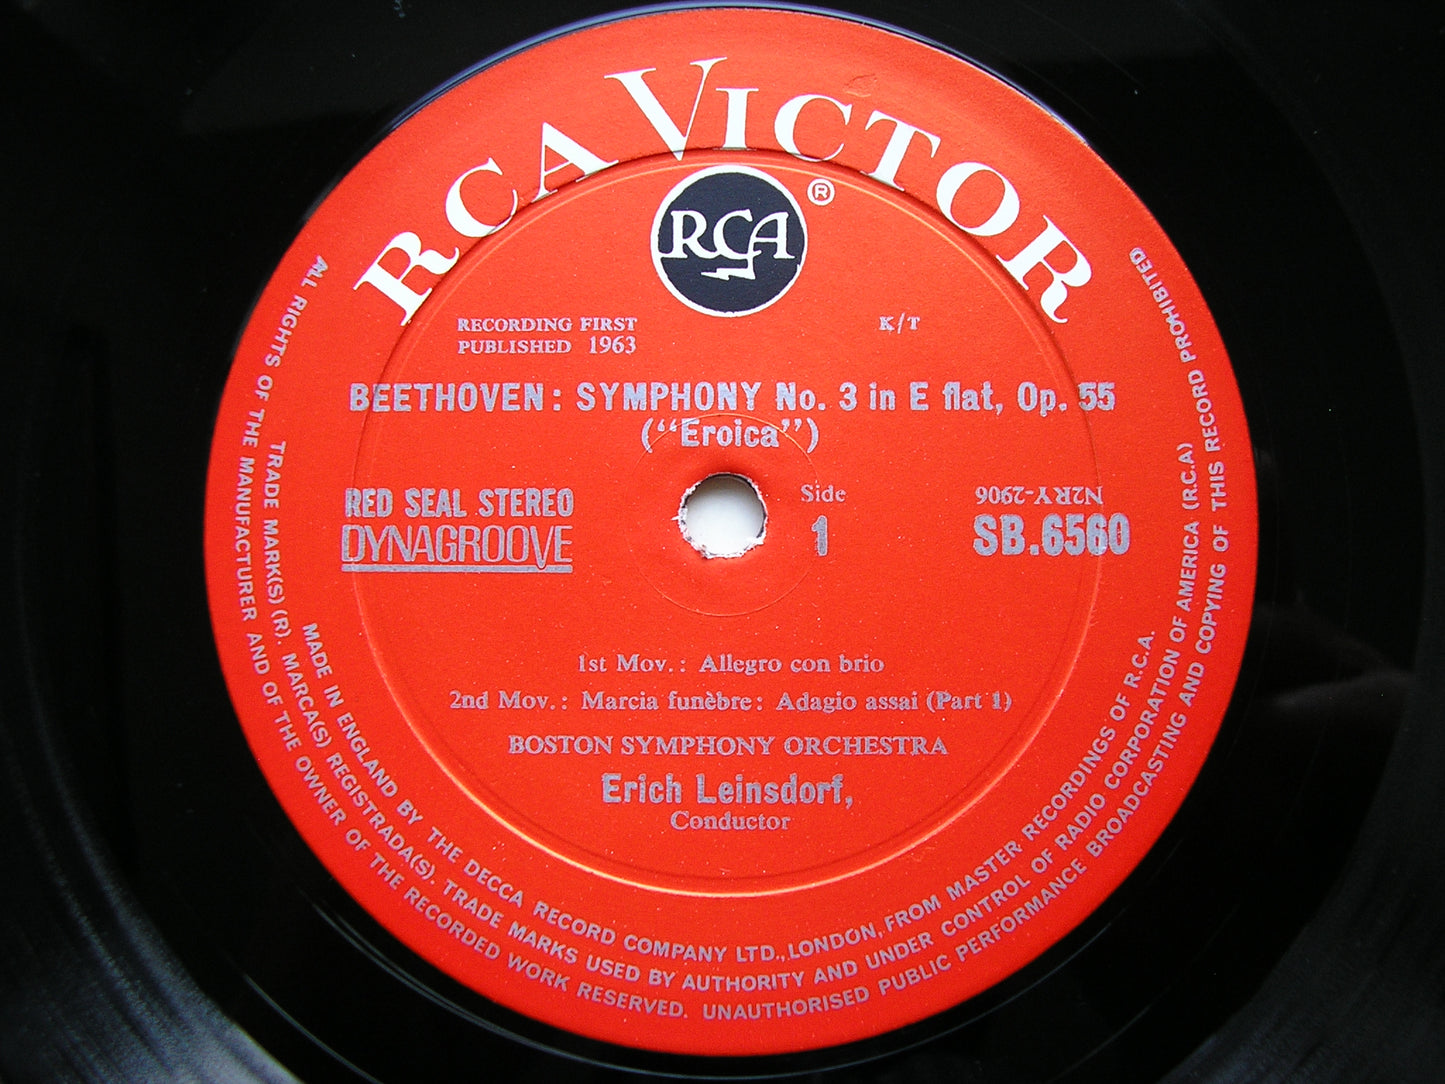 RCA VICTOR
RCA ®
RECORDING FIRST
PUBLISHED 1963
K/T
BEETHOVEN: SYMPHONY No. 3 in E flat, Op. 55
("Eroica")
RED SEAL STEREO
DYNAGROOVE
Side
1
N2RY-2906
SB.6560
1st Mov.: Allegro con brio
2nd Mov.: Marcia funèbre: Adagio assai (Part 1)
BOSTON SYMPHONY ORCHESTRA
Erich Leinsdorf,
Conductor
MADE IN ENGLAND BY THE DECCA RECORD COMPANY LTD., LONDON, FROM MASTER RECORDINGS OF R.C.A.
TRADE MARK(S) (R). MARCA(S) REGISTRADA(S). TRADE MARKS USED BY AUTHORITY AND UNDER CONTROL OF RADIO CORPORATION OF AMERICA (R.C.A)
ALL RIGHTS OF THE MANUFACTURER AND OF THE OWNER OF THE RECORDED WORK RESERVED. UNAUTHORISED PUBLIC PERFORMANCE BROADCASTING AND COPYING OF THIS RECORD PROHIBITED